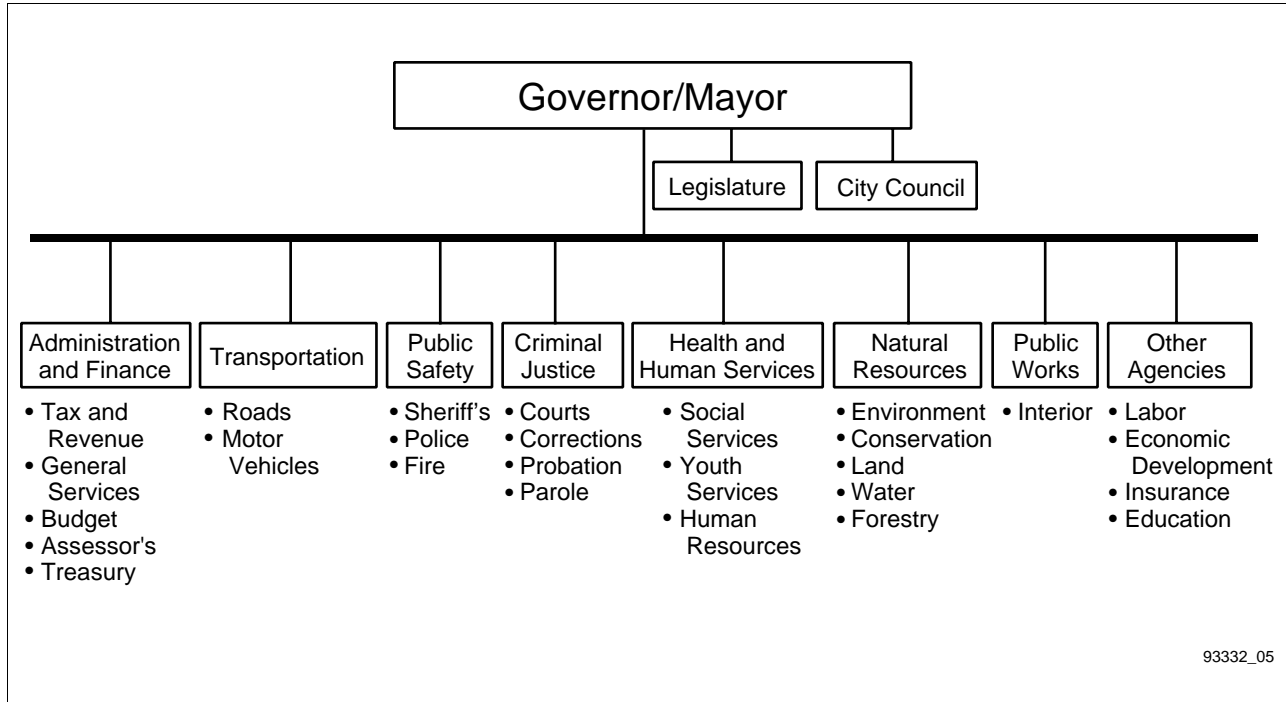 Governor/Mayor
Legislature
City Council
Administration
and Finance
• Tax and
Revenue
• General
Services
• Budget
• Assessor's
• Treasury
Transportation
• Roads
• Motor
Vehicles
Public
Safety
• Sheriff's
• Police
• Fire
Criminal
Justice
• Courts
• Corrections
• Probation
• Parole
Health and
Human Services
• Social
Services
• Youth
Services
• Human
Resources
Natural
Resources
• Environment
• Conservation
• Land
• Water
• Forestry
Public
Works
• Interior
Other
Agencies
• Labor
• Economic
Development
• Insurance
• Education
93332_05